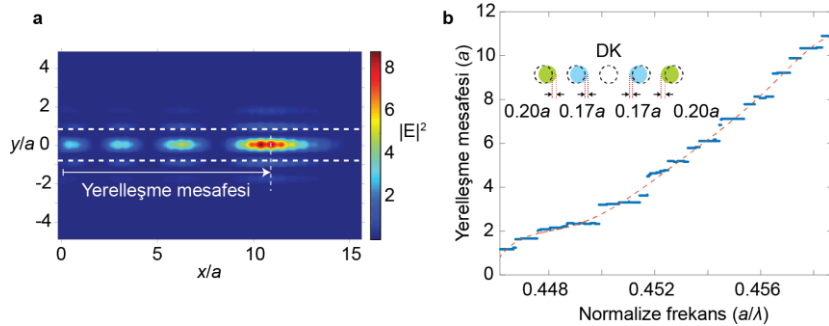 a
4
2
0
-2
-4
y/a
Yerelleşme mesafesi
0
5
10
15
x/a
8
6
4
2
|E|²
b
12
10
8
6
4
2
0
Yerelleşme mesafesi (a)
DK
0.20a 0.17a 0.17a 0.20a
0.448 0.452 0.456
Normalize frekans (a/λ)